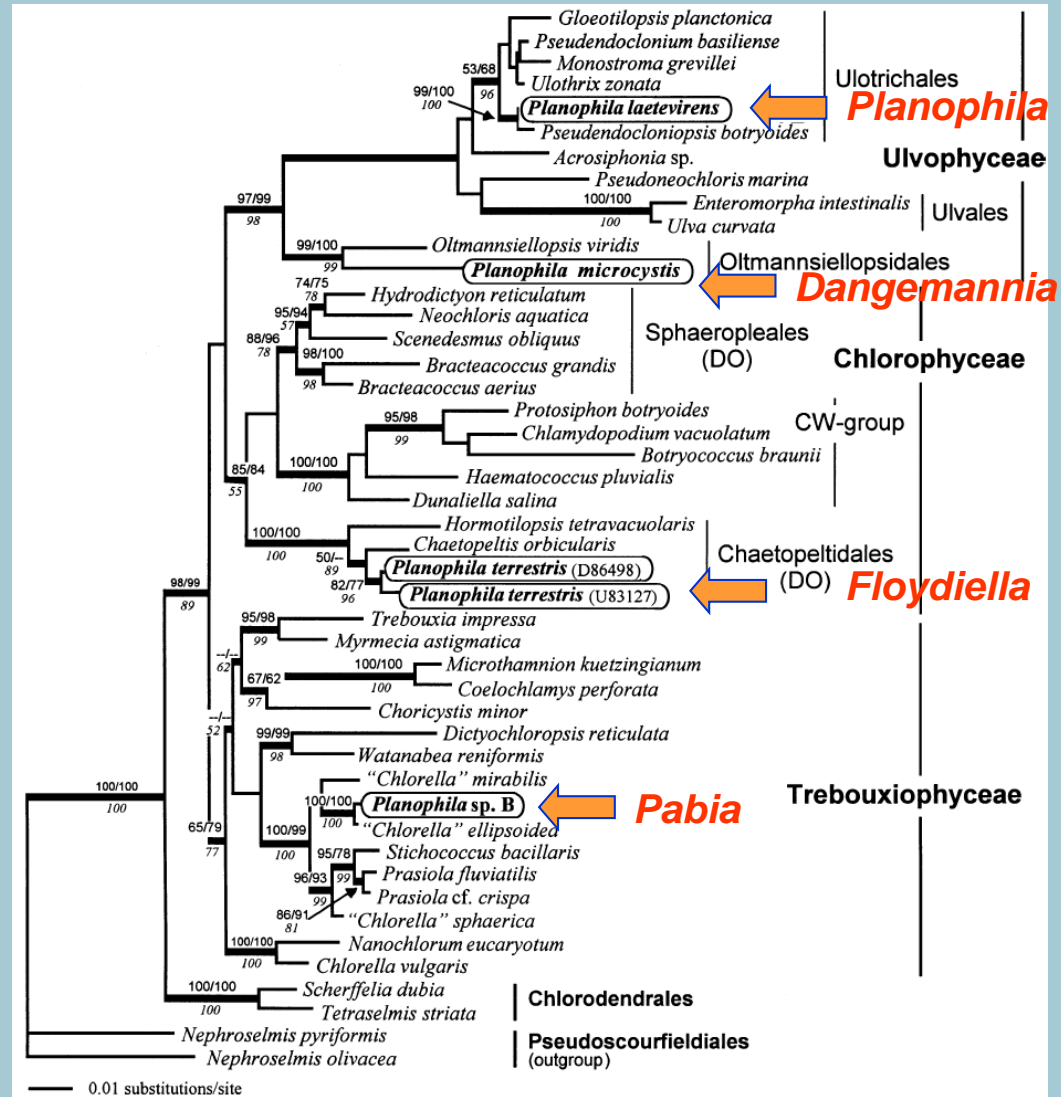 Gloeotilopsis planctonica
Pseudendoclonium basiliense
Monostroma grevillei
53/68
Ulothrix zonata
Ulotrichales
96
99/100
100
Planophila laetevirens
Planophila
Pseudendocloniopsis botryoides
Acrosiphonia sp.
Ulvophyceae
Pseudoneochloris marina
100/100
100
Enteromorpha intestinalis
Ulva curvata
Ulvales
97/99
98
Oltmannsiellopsis viridis
99/100
99
Oltmannsiellopsidales
Planophila microcystis
Dangemannia
74/75
78
Hydrodictyon reticulatum
95/94
57
Neochloris aquatica
88/96
78
Scenedesmus obliquus
Sphaeropleales
(DO)
Chlorophyceae
98/100
98
Bracteacoccus grandis
Bracteacoccus aerius
95/98
99
Protosiphon botryoides
CW-group
Chlamydopodium vacuolatum
Botryococcus braunii
85/84
55
100/100
100
Haematococcus pluvialis
Dunaliella salina
100/100
100
Hormotilopsis tetravacuolaris
50/--
89
Chaetopeltis orbicularis
Chaetopeltidales
(DO)
Planophila terrestris (D86498)
82/77
96
Planophila terrestris (U83127)
Floydiella
98/99
89
95/98
99
Trebouxia impressa
Myrmecia astigmatica
--/--
62
100/100
100
Microthamnion kuetzingianum
Coelochlamys perforata
67/62
97
Choricystis minor
--/--
52
99/99
98
Dictyochloropsis reticulata
Watanabea reniformis
"Chlorella" mirabilis
100/100
100
Planophila sp. B
Pabia
Trebouxiophyceae
"Chlorella" ellipsoidea
100/100
100
100/99
100
65/79
77
95/78
99
Stichococcus bacillaris
96/93
99
Prasiola fluviatilis
Prasiola cf. crispa
86/91
81
"Chlorella" sphaerica
100/100
100
Nanochlorum eucaryotum
Chlorella vulgaris
100/100
100
Scherffelia dubia
Chlorodendrales
Tetraselmis striata
Nephroselmis pyriformis
Pseudoscourfieldiales
(outgroup)
Nephroselmis olivacea
0.01 substitutions/site